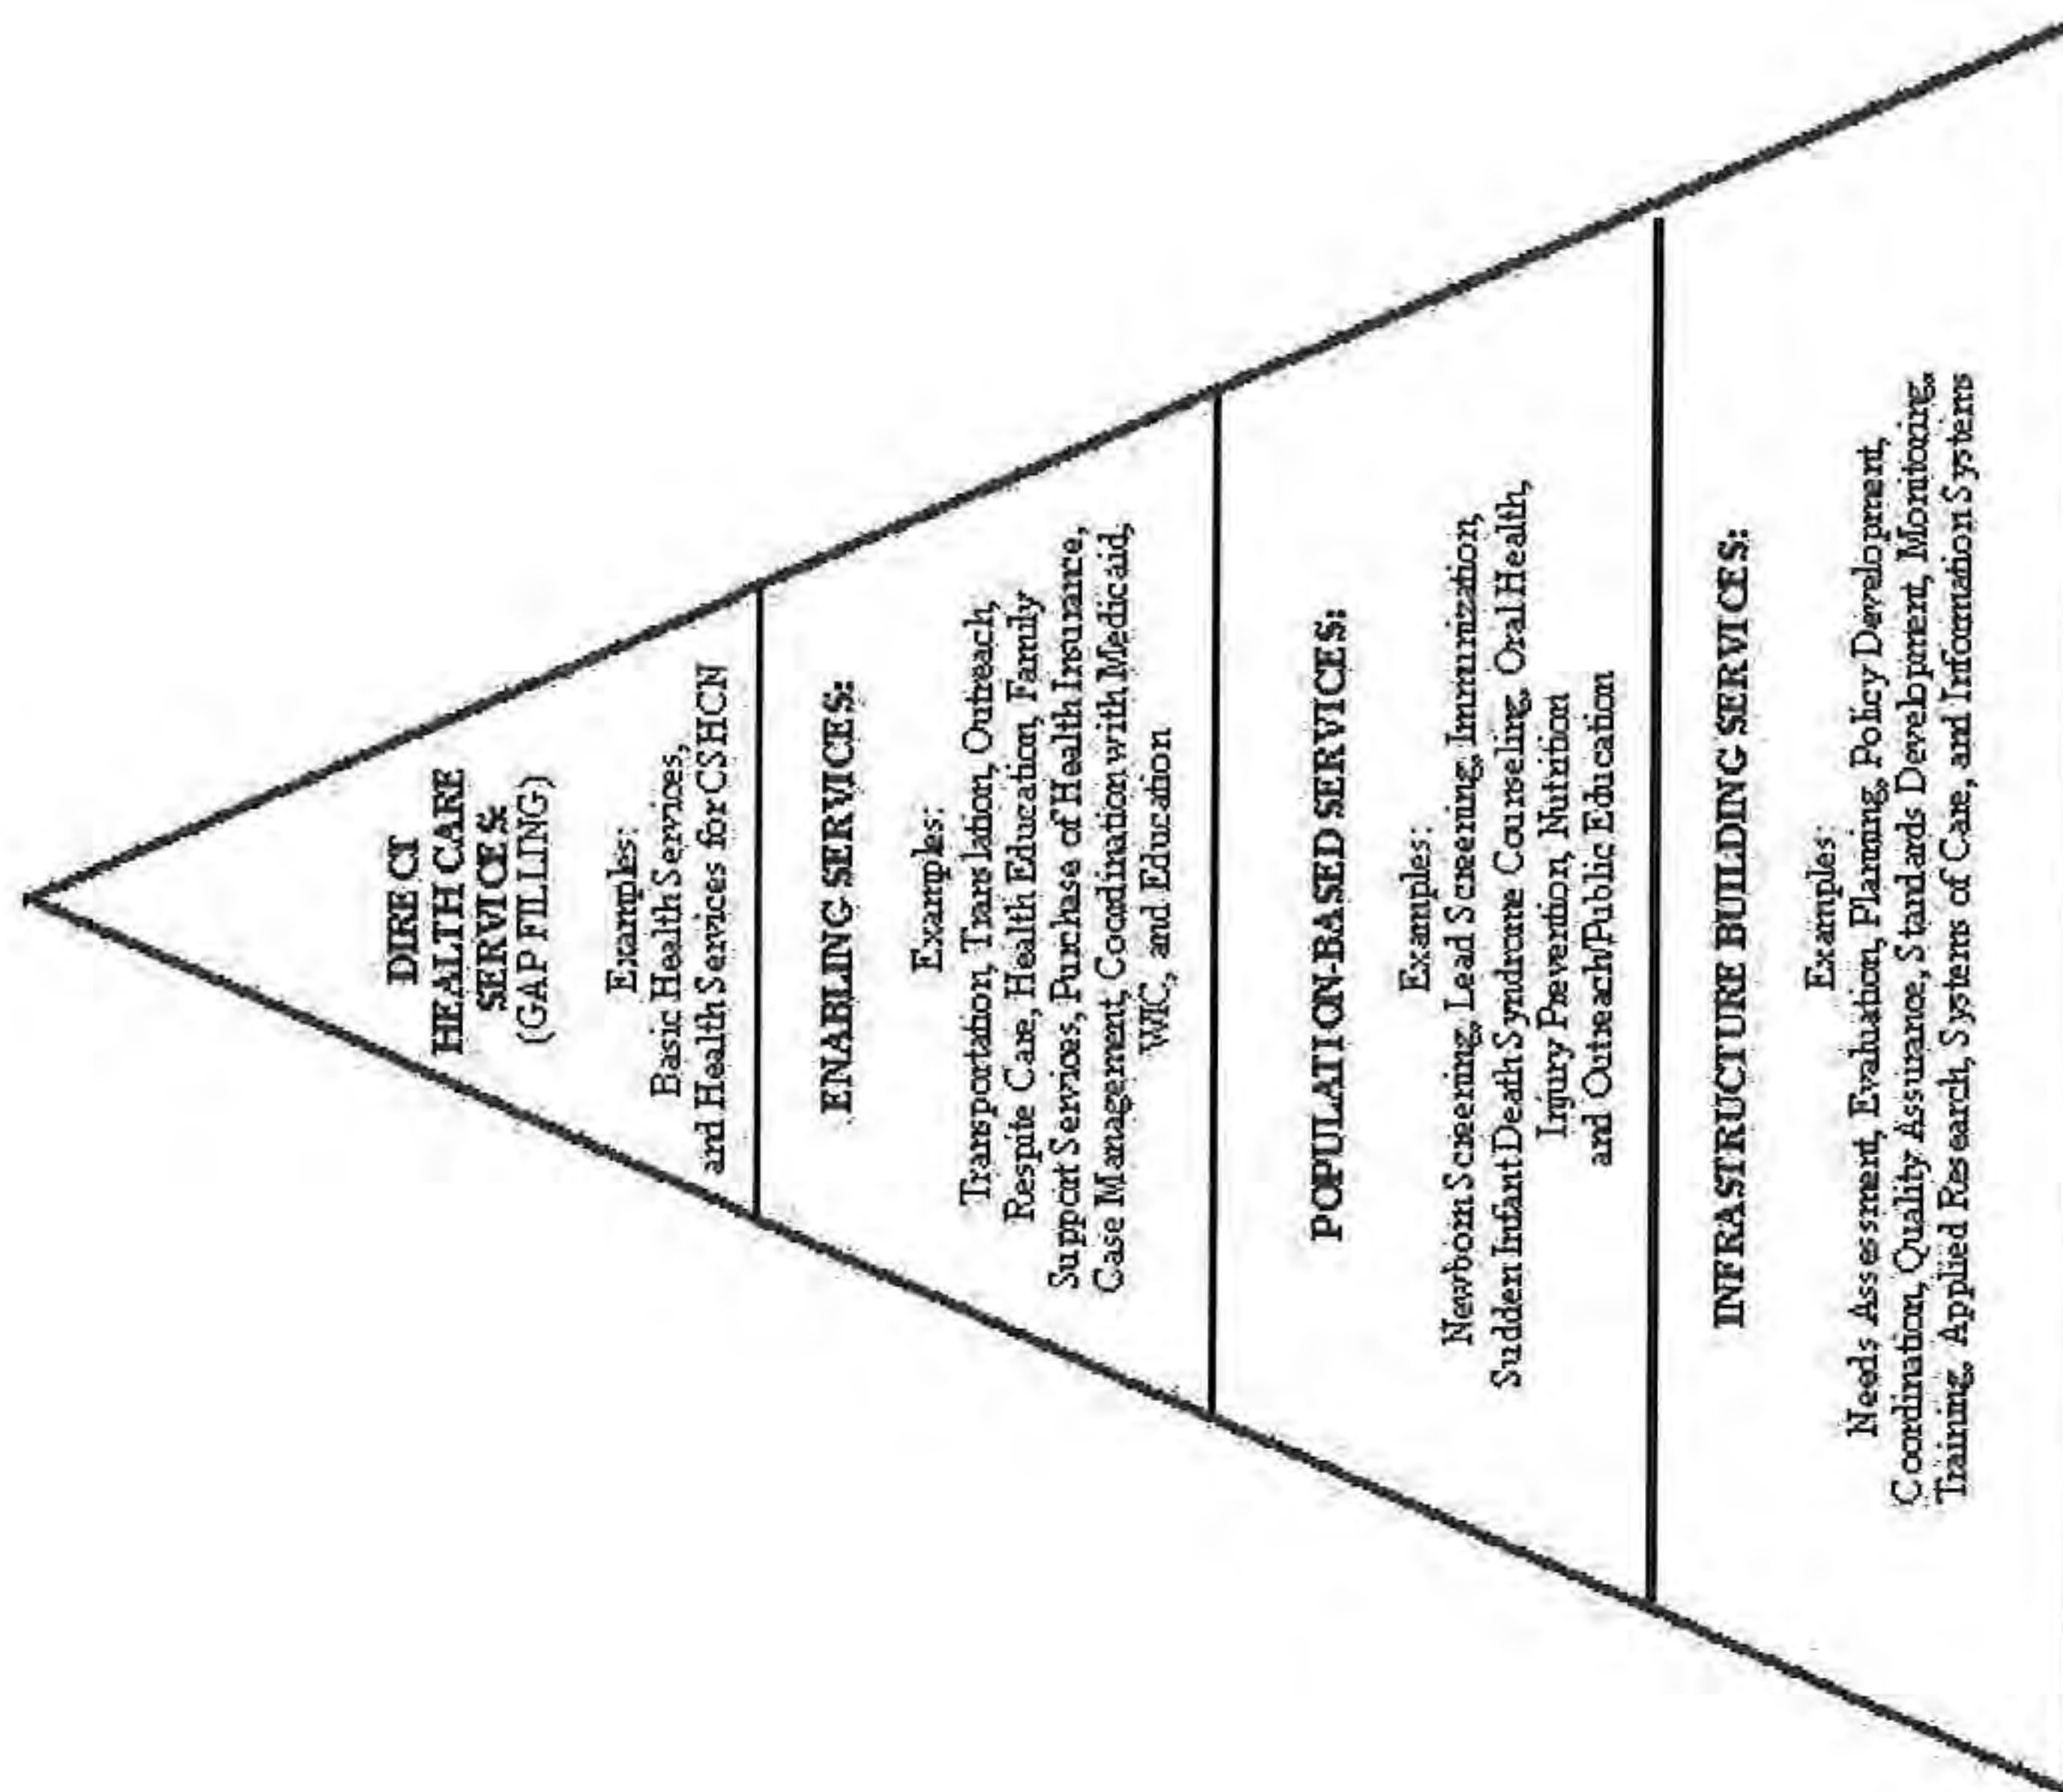 DIRECT
HEALTH CARE
SERVICES:
(GAP FILLING)
Examples:
Basic Health Services,
and Health Services for CSHCN
ENABLING SERVICES:
Examples:
Transportation, Translation, Outreach,
Respite Care, Health Education, Family
Support Services, Purchase of Health Insurance,
Case Management, Coordination with Medicaid,
WIC, and Education
POPULATION-BASED SERVICES:
Examples:
Newborn Screening, Lead Screening, Immunization,
Sudden Infant Death Syndrome Counseling, Oral Health,
Injury Prevention, Nutrition
and Outreach/Public Education
INFRASTRUCTURE BUILDING SERVICES:
Examples:
Needs Assessment, Evaluation, Planning, Policy Development,
Coordination, Quality Assurance, Standards Development, Monitoring,
Training, Applied Research, Systems of Care, and Information Systems